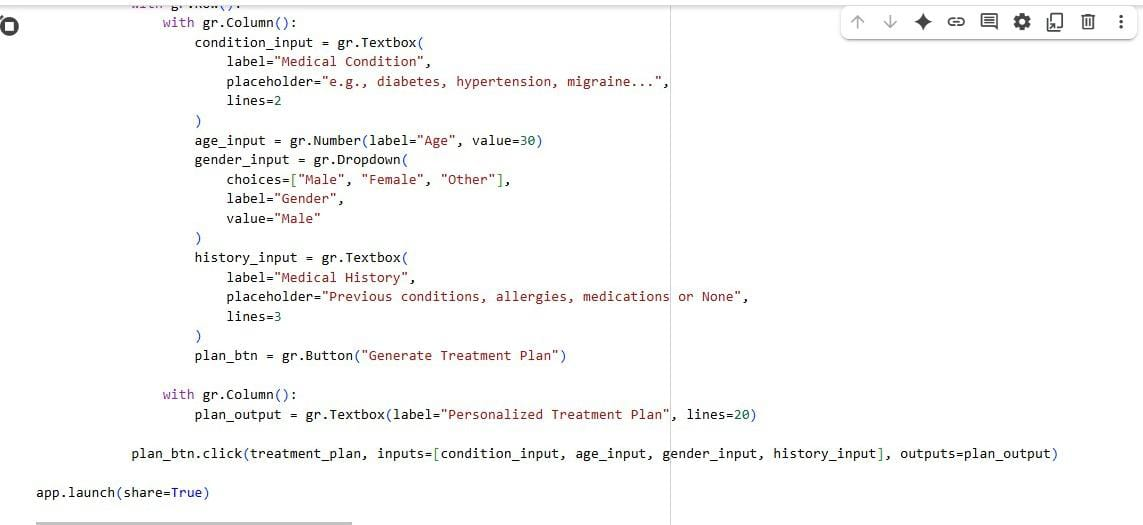 with gr.Row():
with gr.Column():
condition_input = gr.Textbox(
label="Medical Condition",
placeholder="e.g., diabetes, hypertension, migraine...",
lines=2
)
age_input = gr.Number(label="Age", value=30)
gender_input = gr.Dropdown(
choices=["Male", "Female", "Other"],
label="Gender",
value="Male"
)
history_input = gr.Textbox(
label="Medical History",
placeholder="Previous conditions, allergies, medications or None",
lines=3
)
plan_btn = gr.Button("Generate Treatment Plan")
with gr.Column():
plan_output = gr.Textbox(label="Personalized Treatment Plan", lines=20)
plan_btn.click(treatment_plan, inputs=[condition_input, age_input, gender_input, history_input], outputs=plan_output)
app.launch(share=True)